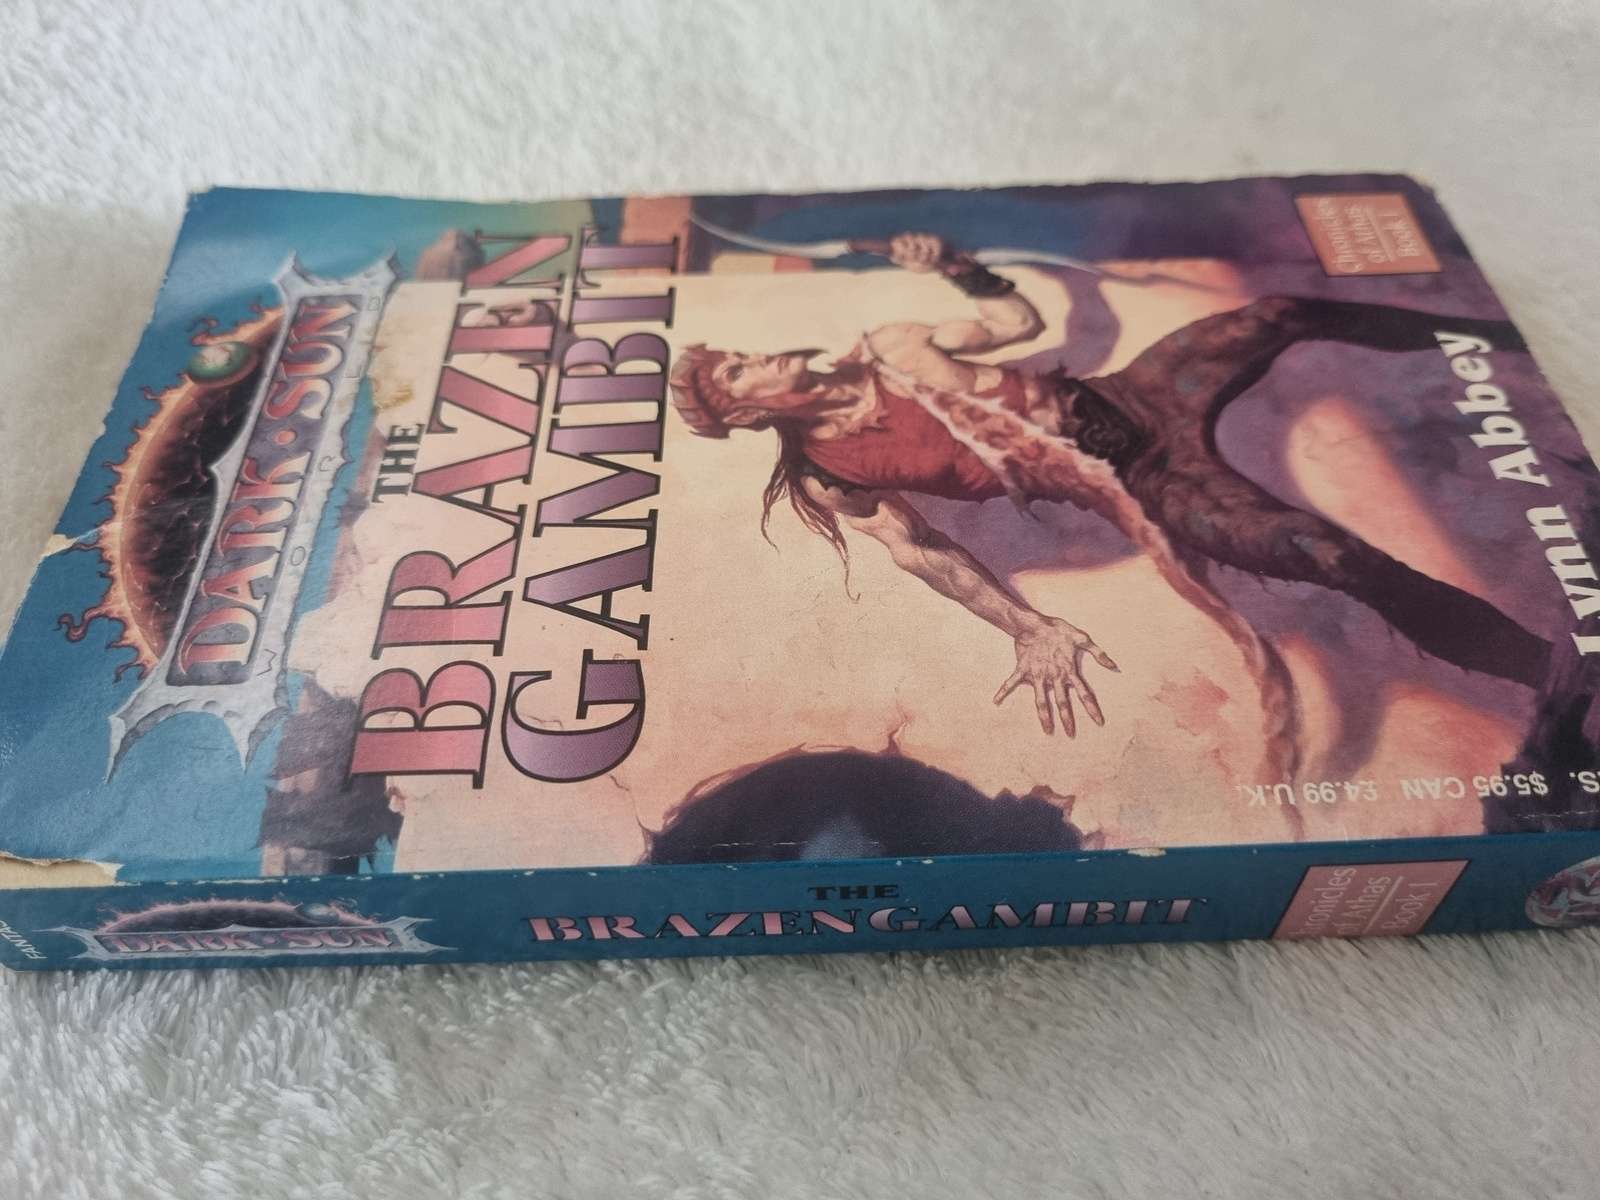 DARK•SUN
WORLD
THE
BRAZEN
GAMBIT
Chronicles
of Athas
Book 1
Lynn Abbey
$5.95 CAN £4.99 U.K.
DARK•SUN
THE
BRAZEN GAMBIT
Chronicles
of Athas
Book 1